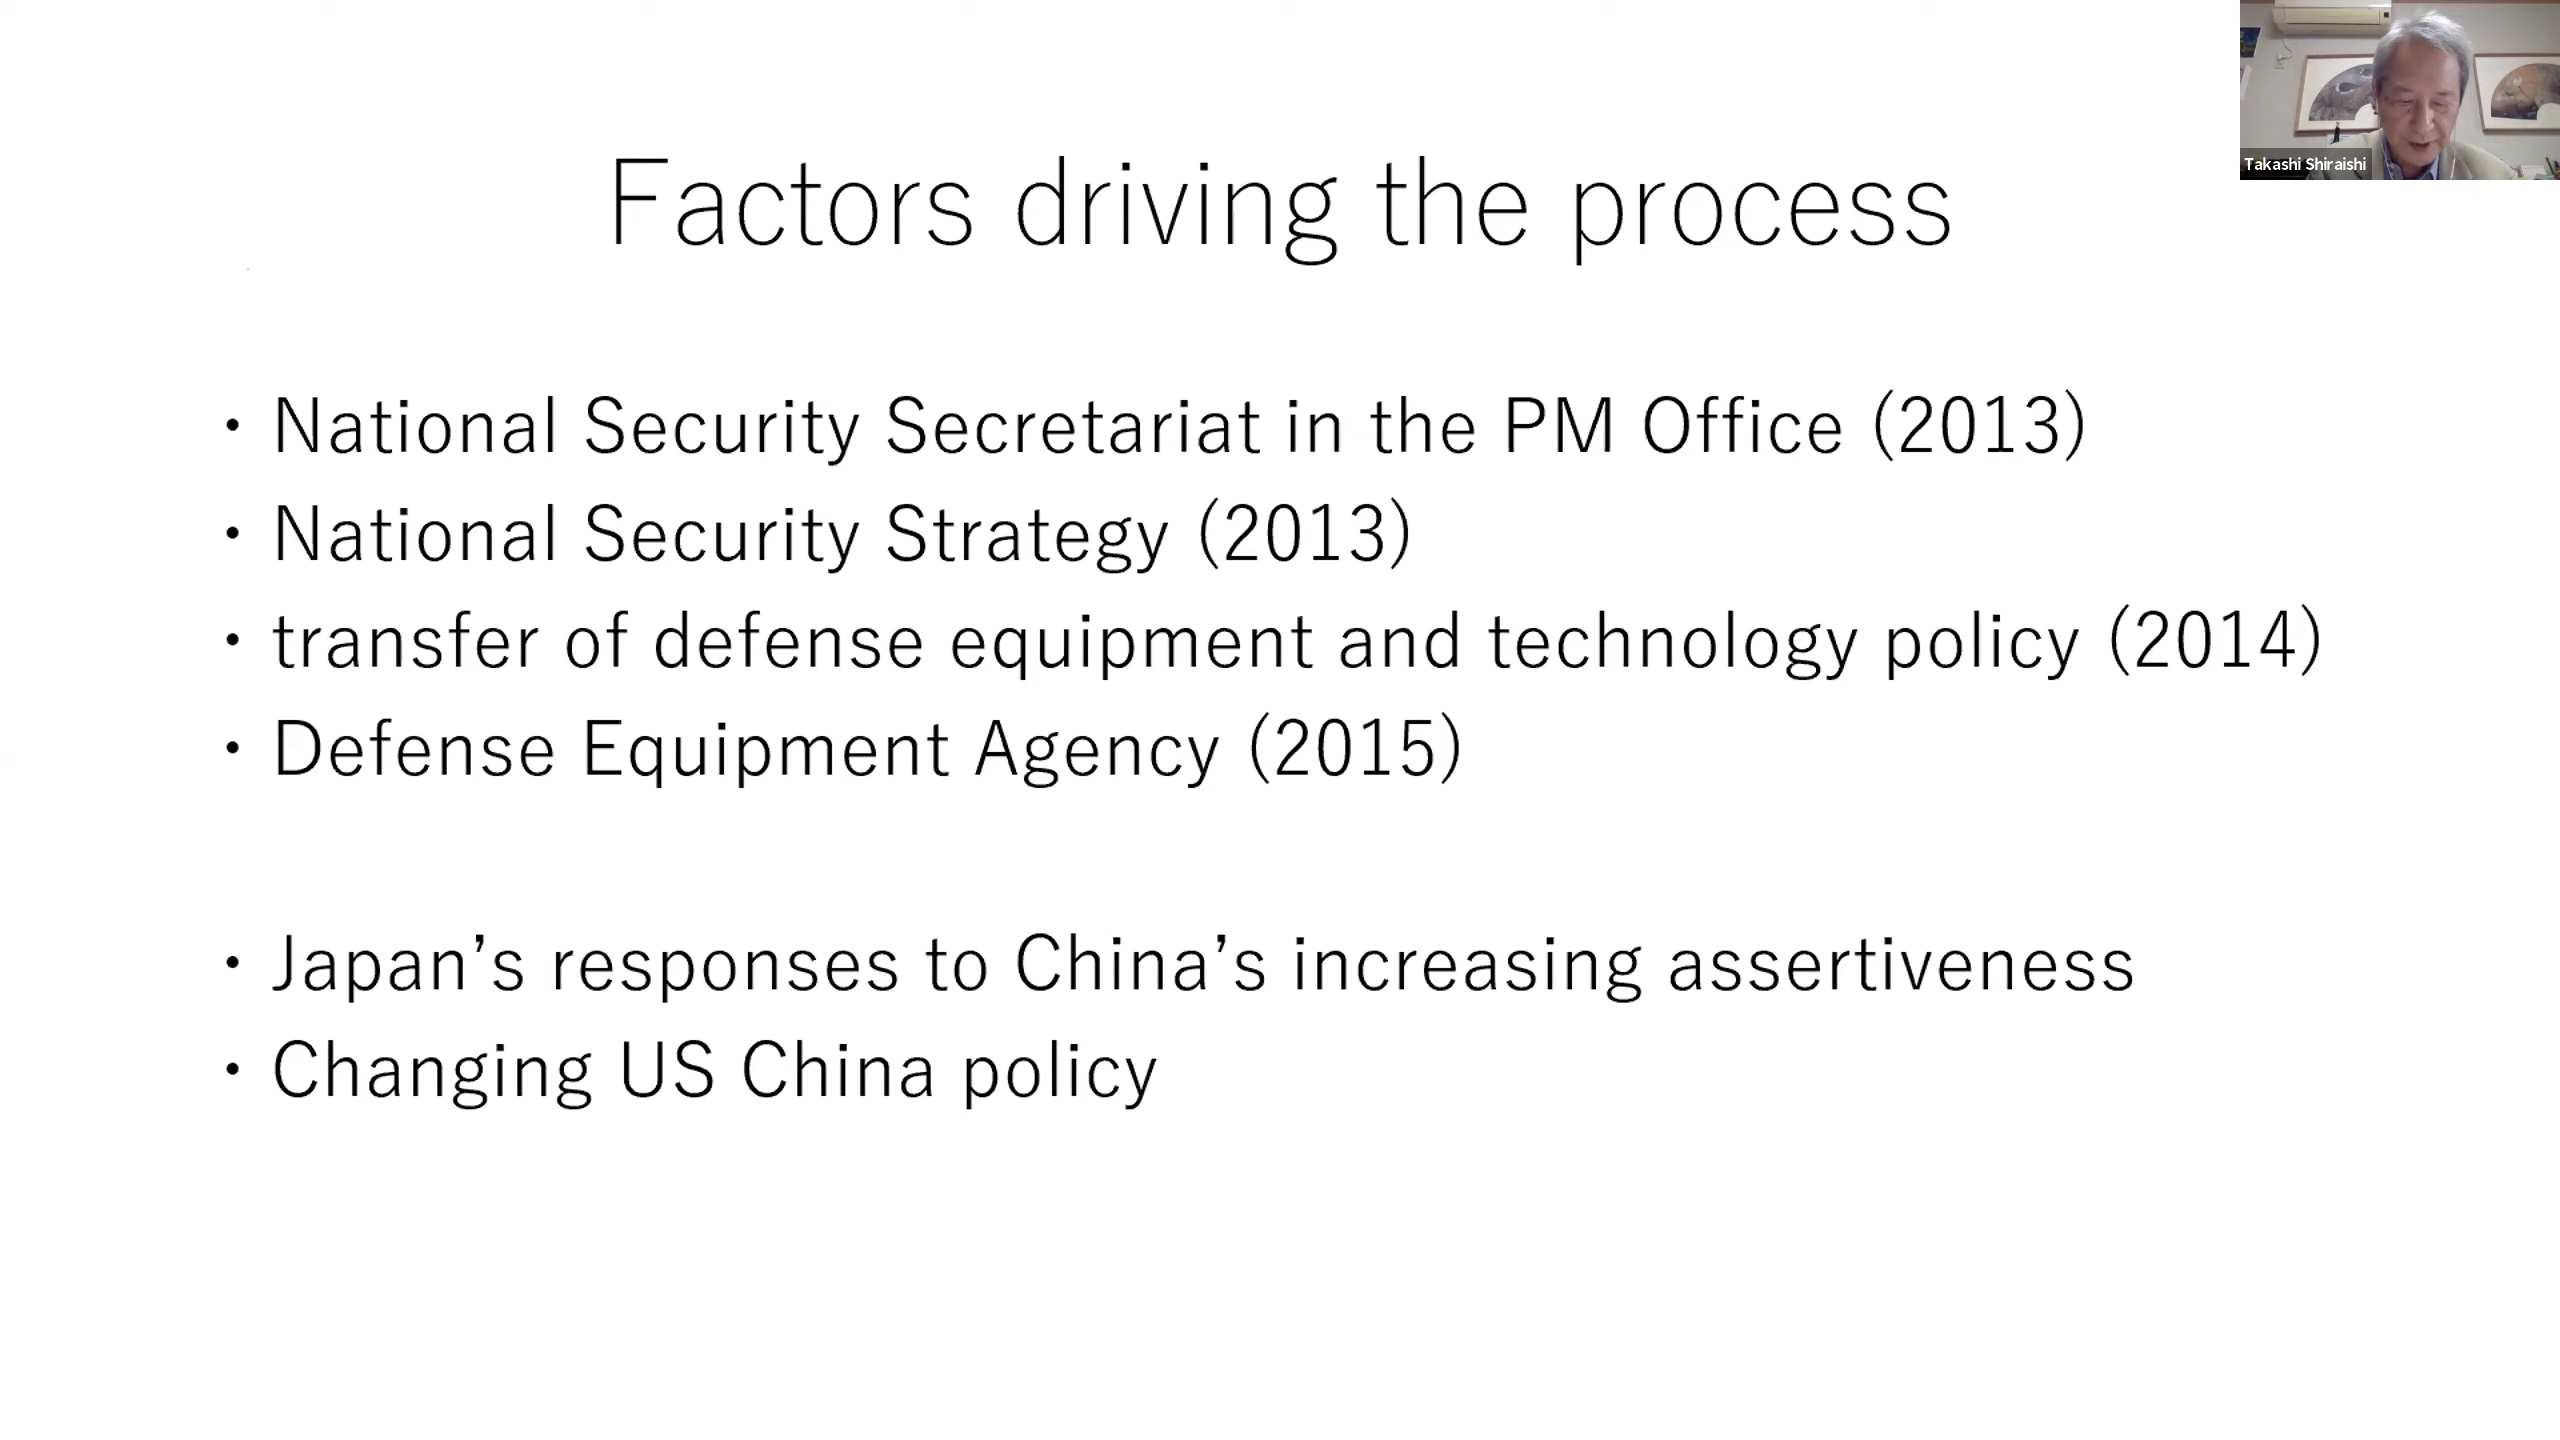 Takashi Shiraishi
Factors driving the process
・National Security Secretariat in the PM Office (2013)
・National Security Strategy (2013)
・transfer of defense equipment and technology policy (2014)
・Defense Equipment Agency (2015)
・Japan’s responses to China’s increasing assertiveness
・Changing US China policy